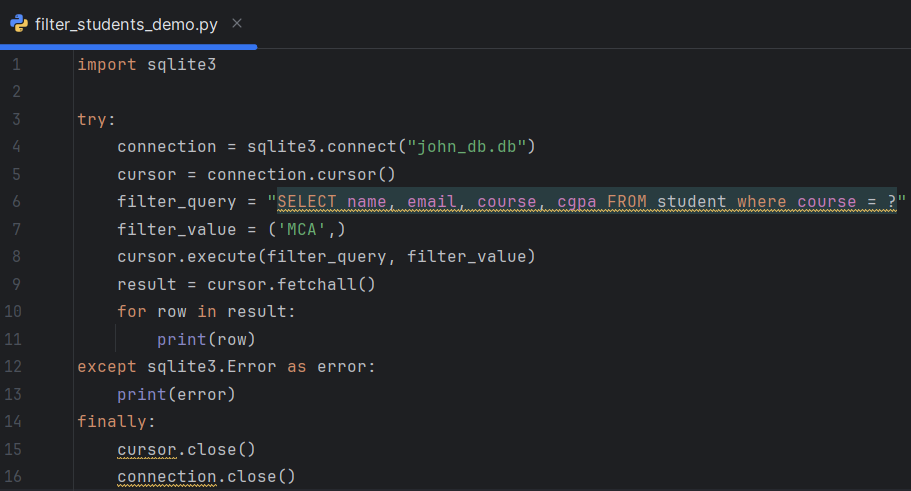 filter_students_demo.py
1 import sqlite3
2
3 try:
4     connection = sqlite3.connect("john_db.db")
5     cursor = connection.cursor()
6     filter_query = "SELECT name, email, course, cgpa FROM student where course = ?"
7     filter_value = ('MCA',)
8     cursor.execute(filter_query, filter_value)
9     result = cursor.fetchall()
10     for row in result:
11         print(row)
12 except sqlite3.Error as error:
13     print(error)
14 finally:
15     cursor.close()
16     connection.close()